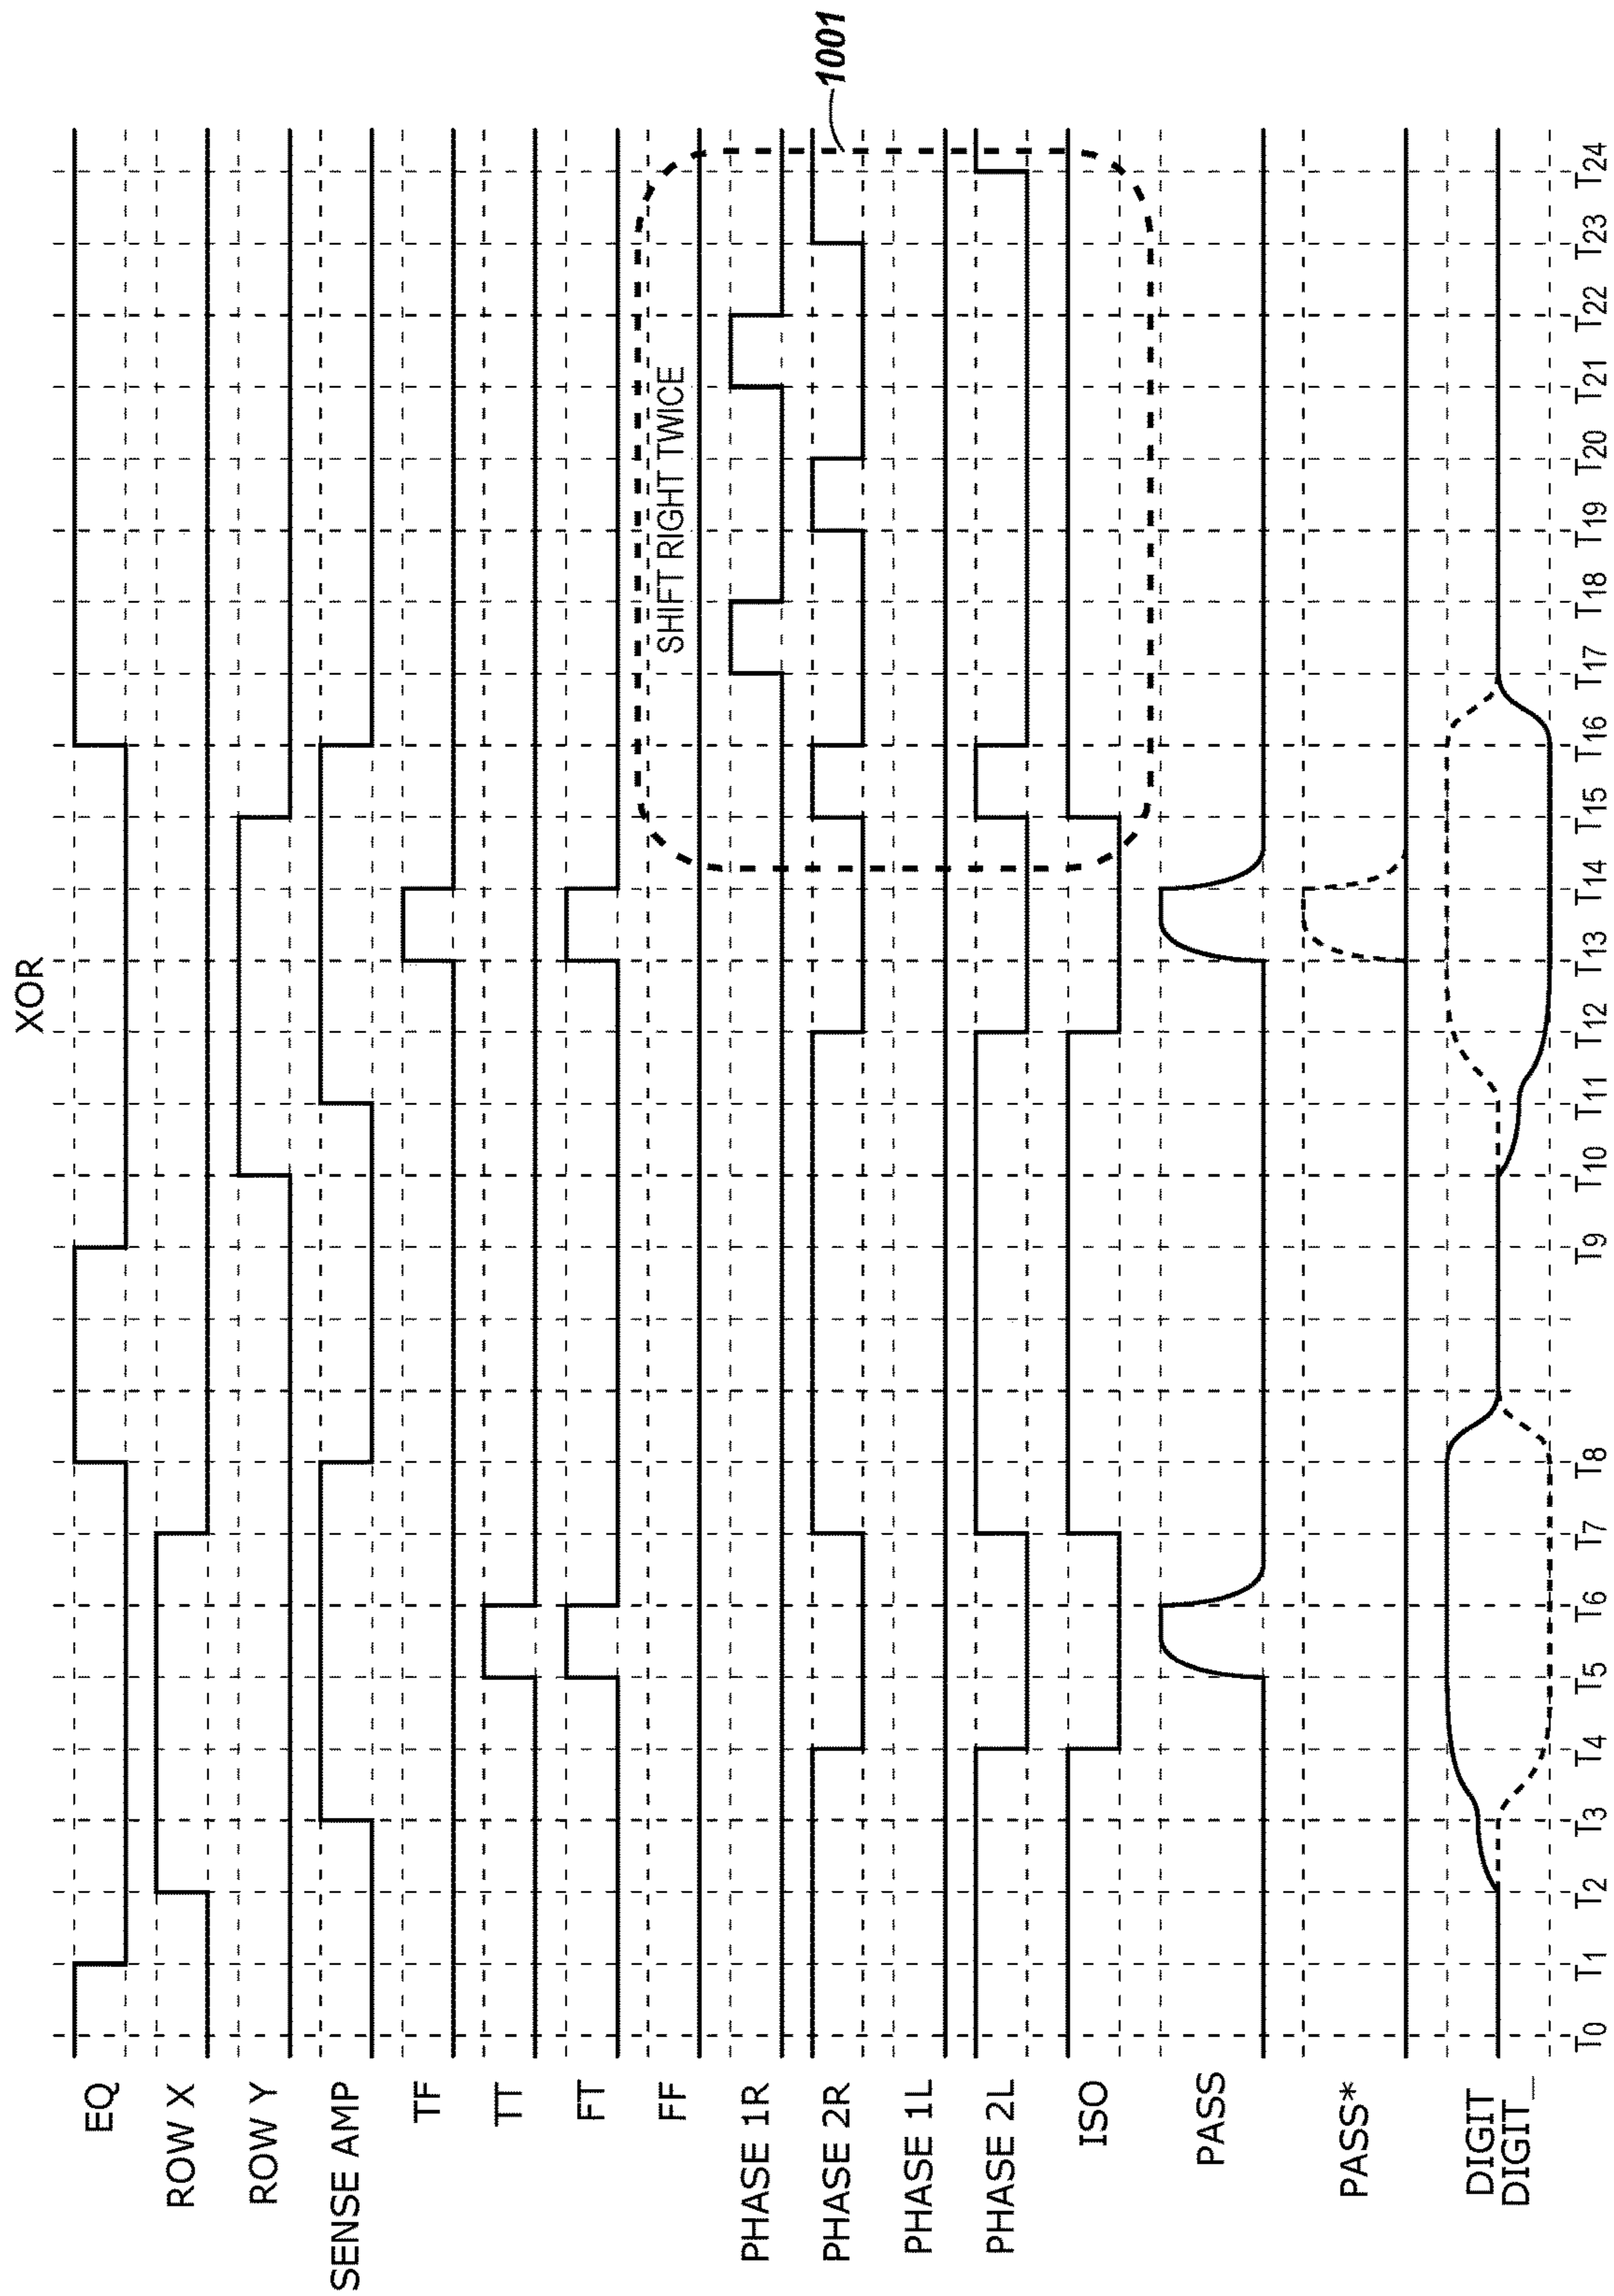 XOR
EQ
ROW X
ROW Y
SENSE AMP
TF
TT
FT
FF
SHIFT RIGHT TWICE
PHASE 1R
PHASE 2R
1001
PHASE 1L
PHASE 2L
ISO
PASS
PASS*
DIGIT
DIGIT_
T0 T1 T2 T3 T4 T5 T6 T7 T8 T9 T10 T11 T12 T13 T14 T15 T16 T17 T18 T19 T20 T21 T22 T23 T24